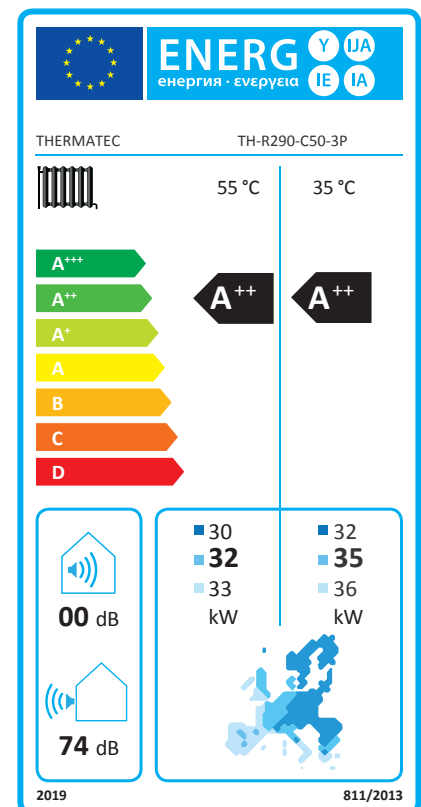 ENERG Y IJA
енергия · ενεργεια IE IA
THERMATEC TH-R290-C50-3P
55 °C 35 °C
A+++
A++ A++ A++
A+
A
B
C
D
30 32
32 35
33 36
kW kW
00 dB
74 dB
2019 811/2013